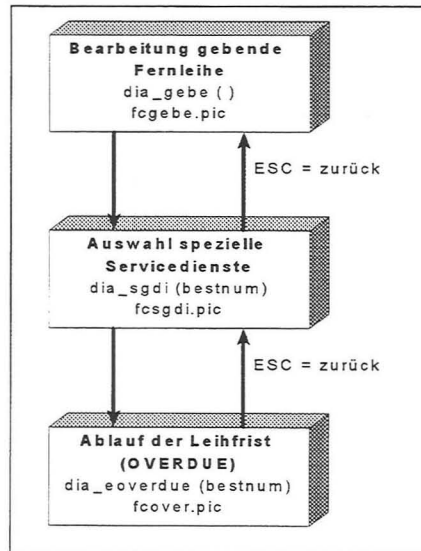 Bearbeitung gebende
Fernleihe
dia_gebe ( )
fcgebe.pic
ESC = zurück
Auswahl spezielle
Servicedienste
dia_sgdi (bestnum)
fcsgdi.pic
ESC = zurück
Ablauf der Leihfrist
(OVERDUE)
dia_eoverdue (bestnum)
fcover.pic